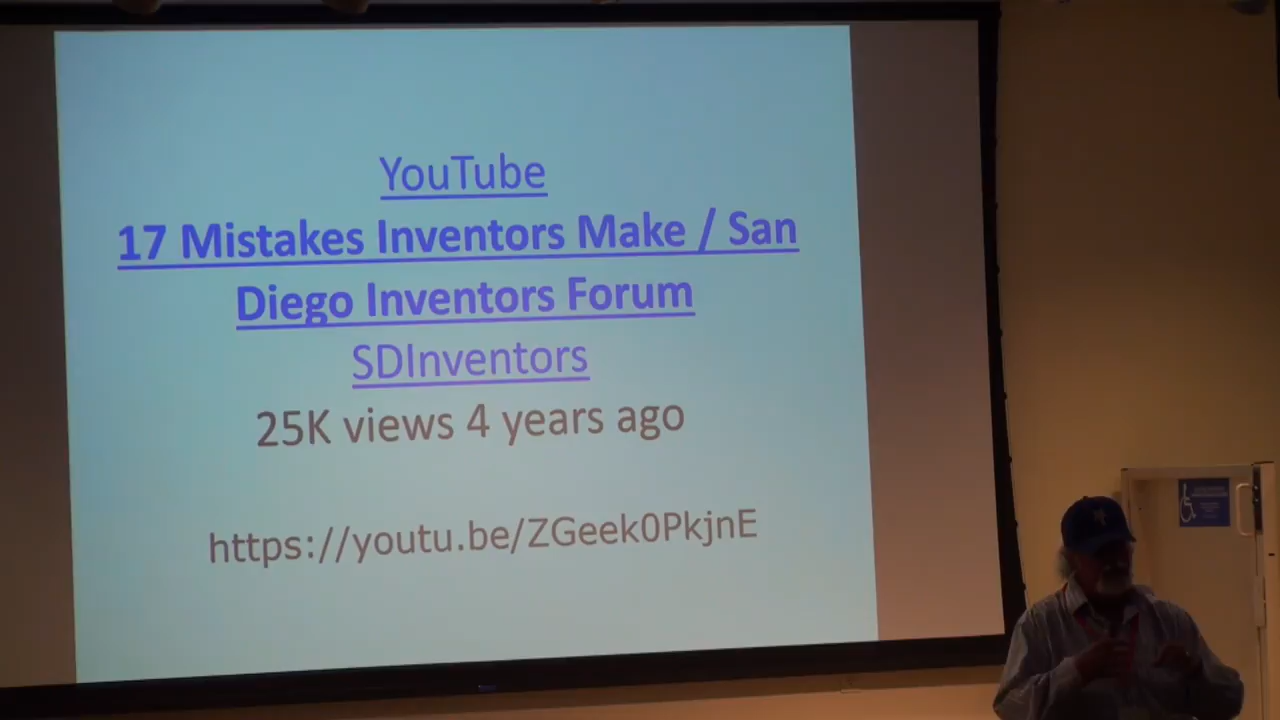 YouTube
17 Mistakes Inventors Make / San
Diego Inventors Forum
SDInventors
25K views 4 years ago
https://youtu.be/ZGeek0PkjnE